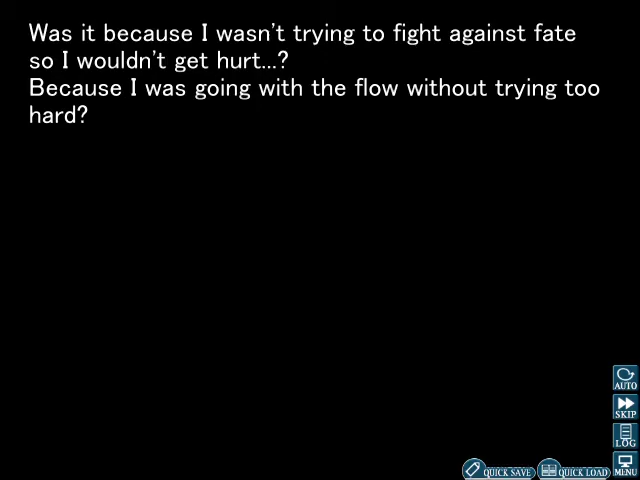 Was it because I wasn't trying to fight against fate
so I wouldn't get hurt...?
Because I was going with the flow without trying too
hard?
AUTO
SKIP
LOG
MENU
QUICK SAVE
QUICK LOAD